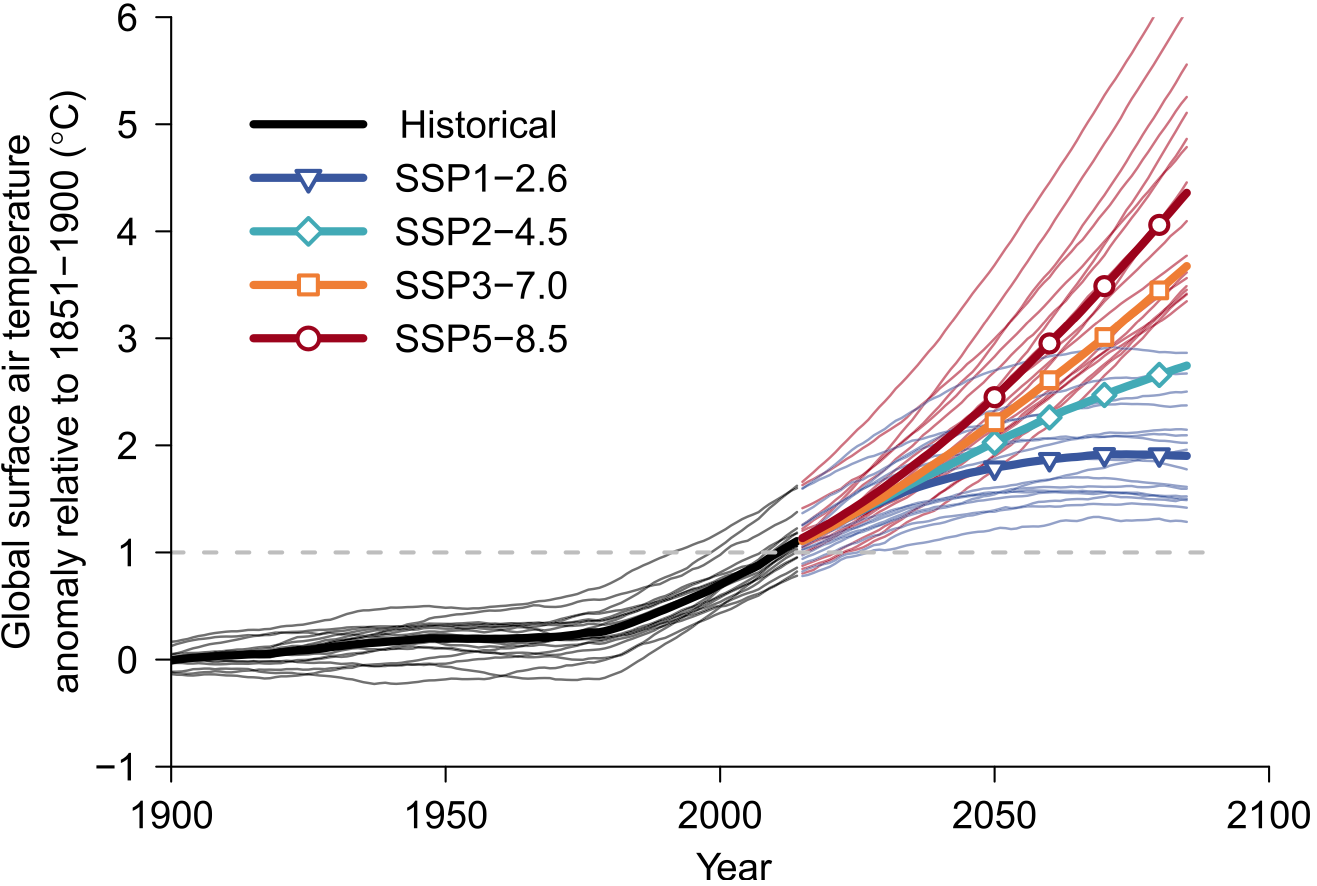 Global surface air temperature
anomaly relative to 1851−1900 (°C)
6
5
4
3
2
1
0
−1
Historical
SSP1−2.6
SSP2−4.5
SSP3−7.0
SSP5−8.5
1900 1950 2000 2050 2100
Year